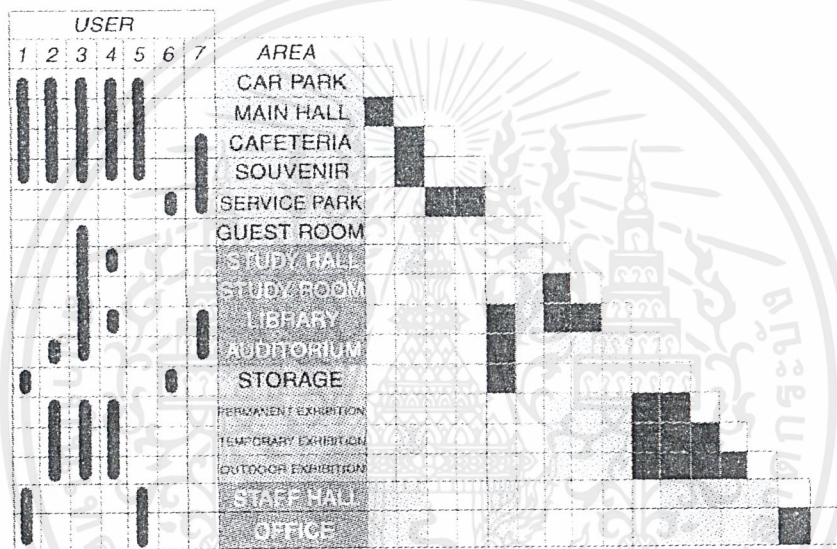 USER
1 2 3 4 5 6 7 AREA
CAR PARK
MAIN HALL
CAFETERIA
SOUVENIR
SERVICE PARK
GUEST ROOM
STUDY HALL
STUDY ROOM
LIBRARY
AUDITORIUM
STORAGE
PERMANENT EXHIBITION
TEMPORARY EXHIBITION
OUTDOOR EXHIBITION
STAFF HALL
OFFICE